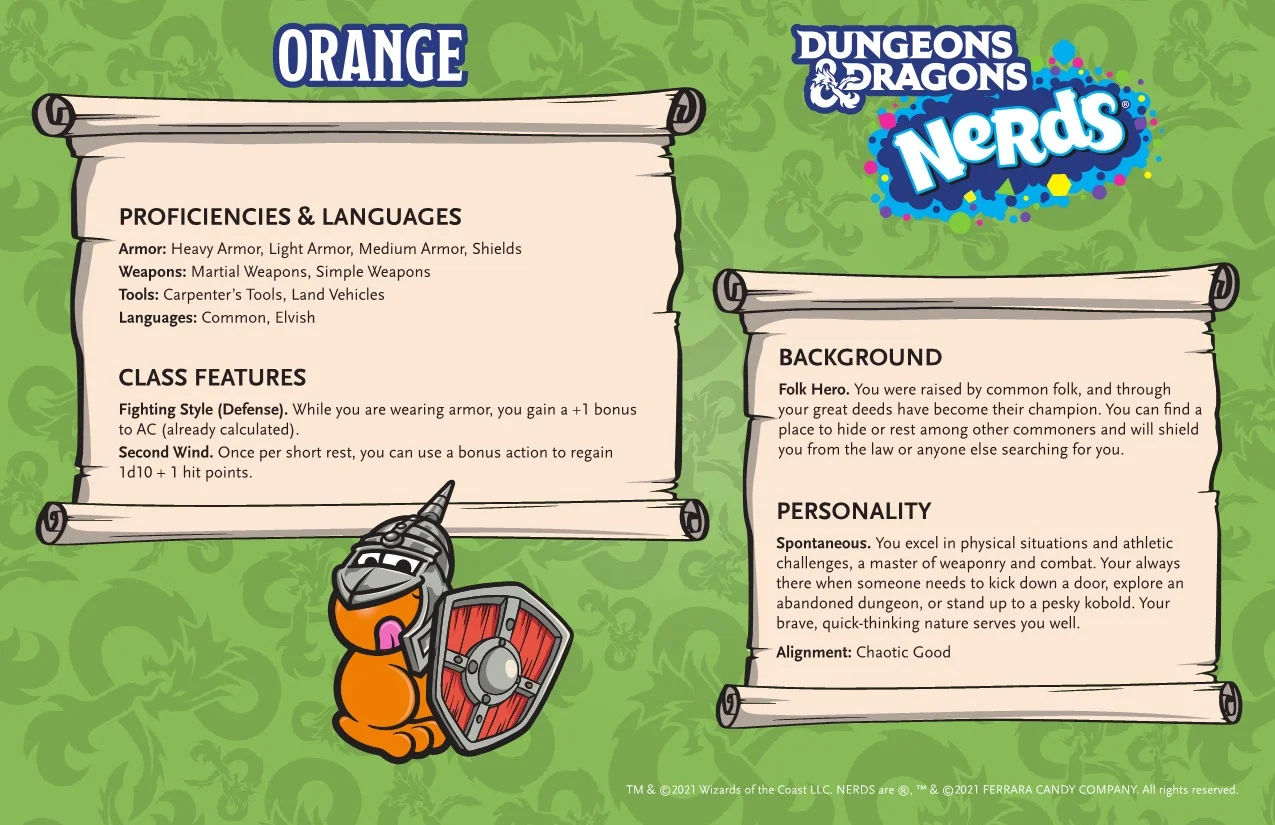 ORANGE
PROFICIENCIES & LANGUAGES
Armor: Heavy Armor, Light Armor, Medium Armor, Shields
Weapons: Martial Weapons, Simple Weapons
Tools: Carpenter's Tools, Land Vehicles
Languages: Common, Elvish
CLASS FEATURES
Fighting Style (Defense). While you are wearing armor, you gain a +1 bonus
to AC (already calculated).
Second Wind. Once per short rest, you can use a bonus action to regain
1d10 + 1 hit points.
DUNGEONS
& DRAGONS
NeRdS®
BACKGROUND
Folk Hero. You were raised by common folk, and through
your great deeds have become their champion. You can find a
place to hide or rest among other commoners and will shield
you from the law or anyone else searching for you.
PERSONALITY
Spontaneous. You excel in physical situations and athletic
challenges, a master of weaponry and combat. Your always
there when someone needs to kick down a door, explore an
abandoned dungeon, or stand up to a pesky kobold. Your
brave, quick-thinking nature serves you well.
Alignment: Chaotic Good
TM & ©2021 Wizards of the Coast LLC. NERDS are ®, ™ & ©2021 FERRARA CANDY COMPANY. All rights reserved.